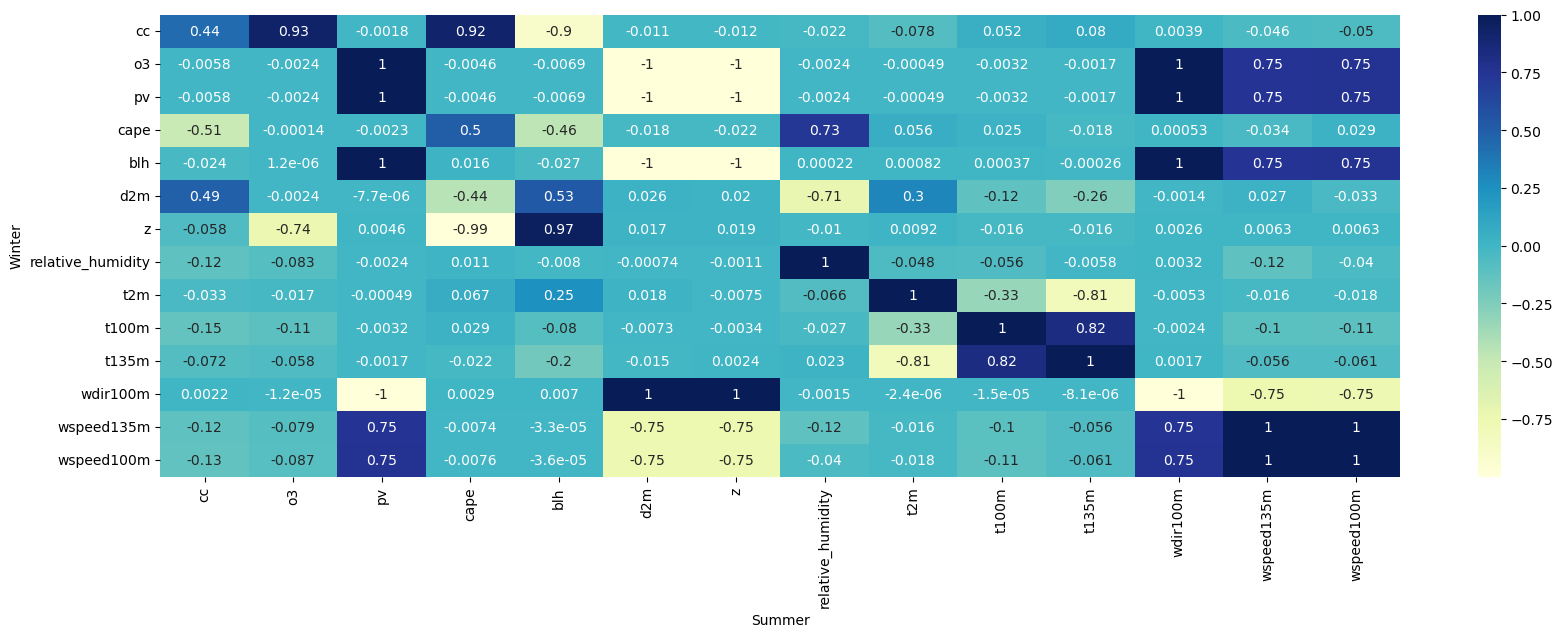 cc 0.44 0.93 -0.0018 0.92 -0.9 -0.011 -0.012 -0.022 -0.078 0.052 0.08 0.0039 -0.046 -0.05
o3 -0.0058 -0.0024 1 -0.0046 -0.0069 -1 -1 -0.0024 -0.00049 -0.0032 -0.0017 1 0.75 0.75
pv -0.0058 -0.0024 1 -0.0046 -0.0069 -1 -1 -0.0024 -0.00049 -0.0032 -0.0017 1 0.75 0.75
cape -0.51 -0.00014 -0.0023 0.5 -0.46 -0.018 -0.022 0.73 0.056 0.025 -0.018 0.00053 -0.034 0.029
blh -0.024 1.2e-06 1 0.016 -0.027 -1 -1 0.00022 0.00082 0.00037 -0.00026 1 0.75 0.75
d2m 0.49 -0.0024 -7.7e-06 -0.44 0.53 0.026 0.02 -0.71 0.3 -0.12 -0.26 -0.0014 0.027 -0.033
z -0.058 -0.74 0.0046 -0.99 0.97 0.017 0.019 -0.01 0.0092 -0.016 -0.016 0.0026 0.0063 0.0063
relative_humidity -0.12 -0.083 -0.0024 0.011 -0.008 -0.00074 -0.0011 1 -0.048 -0.056 -0.0058 0.0032 -0.12 -0.04
t2m -0.033 -0.017 -0.00049 0.067 0.25 0.018 -0.0075 -0.066 1 -0.33 -0.81 -0.0053 -0.016 -0.018
t100m -0.15 -0.11 -0.0032 0.029 -0.08 -0.0073 -0.0034 -0.027 -0.33 1 0.82 -0.0024 -0.1 -0.11
t135m -0.072 -0.058 -0.0017 -0.022 -0.2 -0.015 0.0024 0.023 -0.81 0.82 1 0.0017 -0.056 -0.061
wdir100m 0.0022 -1.2e-05 -1 0.0029 0.007 1 1 -0.0015 -2.4e-06 -1.5e-05 -8.1e-06 -1 -0.75 -0.75
wspeed135m -0.12 -0.079 0.75 -0.0074 -3.3e-05 -0.75 -0.75 -0.12 -0.016 -0.1 -0.056 0.75 1 1
wspeed100m -0.13 -0.087 0.75 -0.0076 -3.6e-05 -0.75 -0.75 -0.04 -0.018 -0.11 -0.061 0.75 1 1
cc o3 pv cape blh d2m z relative_humidity t2m t100m t135m wdir100m wspeed135m wspeed100m
Summer
Winter
1.00
0.75
0.50
0.25
0.00
-0.25
-0.50
-0.75